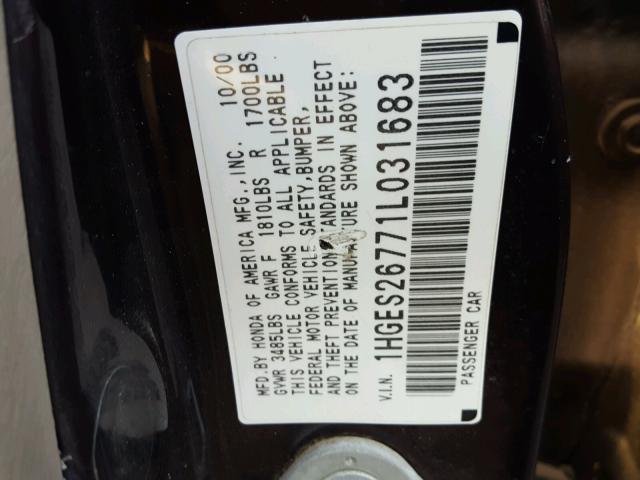 MFD.BY HONDA OF AMERICA MFG.,INC. 10/00
GVWR 3485LBS GAWR F 1810LBS R 1700LBS
THIS VEHICLE CONFORMS TO ALL APPLICABLE
FEDERAL MOTOR VEHICLE SAFETY,BUMPER,
AND THEFT PREVENTION STANDARDS IN EFFECT
ON THE DATE OF MANUFACTURE SHOWN ABOVE:
V.I.N. 1HGES26771L031683
PASSENGER CAR